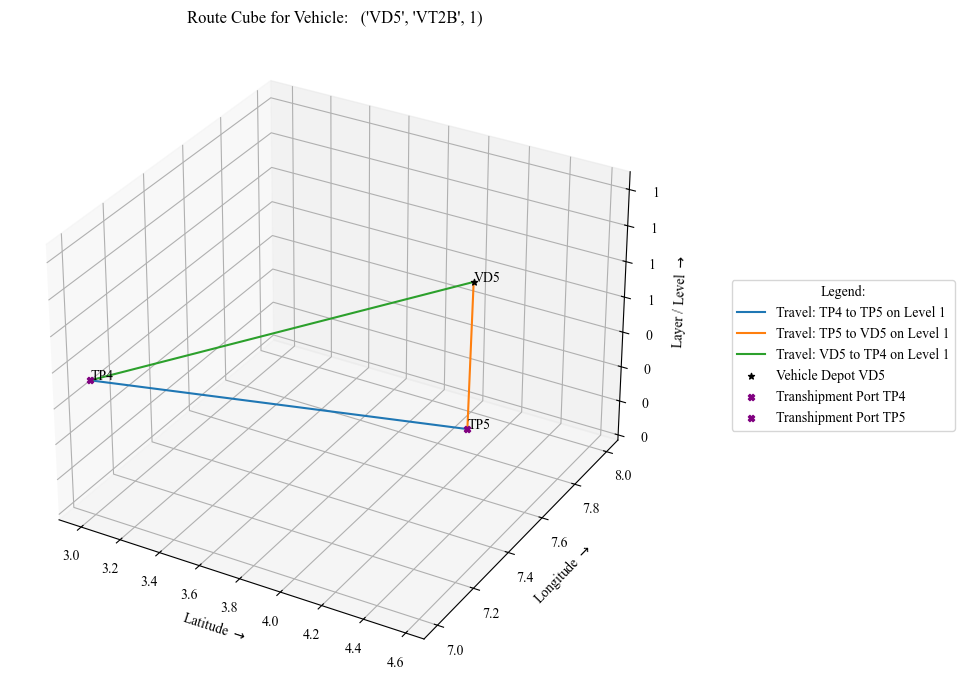 Route Cube for Vehicle:   ('VD5', 'VT2B', 1)
1
1
1
1
0
0
0
0
Layer / Level →
VD5
TP4
TP5
8.0
7.8
7.6
7.4
7.2
7.0
Longitude →
3.0
3.2
3.4
3.6
3.8
4.0
4.2
4.4
4.6
Latitude →
Legend:
Travel: TP4 to TP5 on Level 1
Travel: TP5 to VD5 on Level 1
Travel: VD5 to TP4 on Level 1
Vehicle Depot VD5
Transhipment Port TP4
Transhipment Port TP5